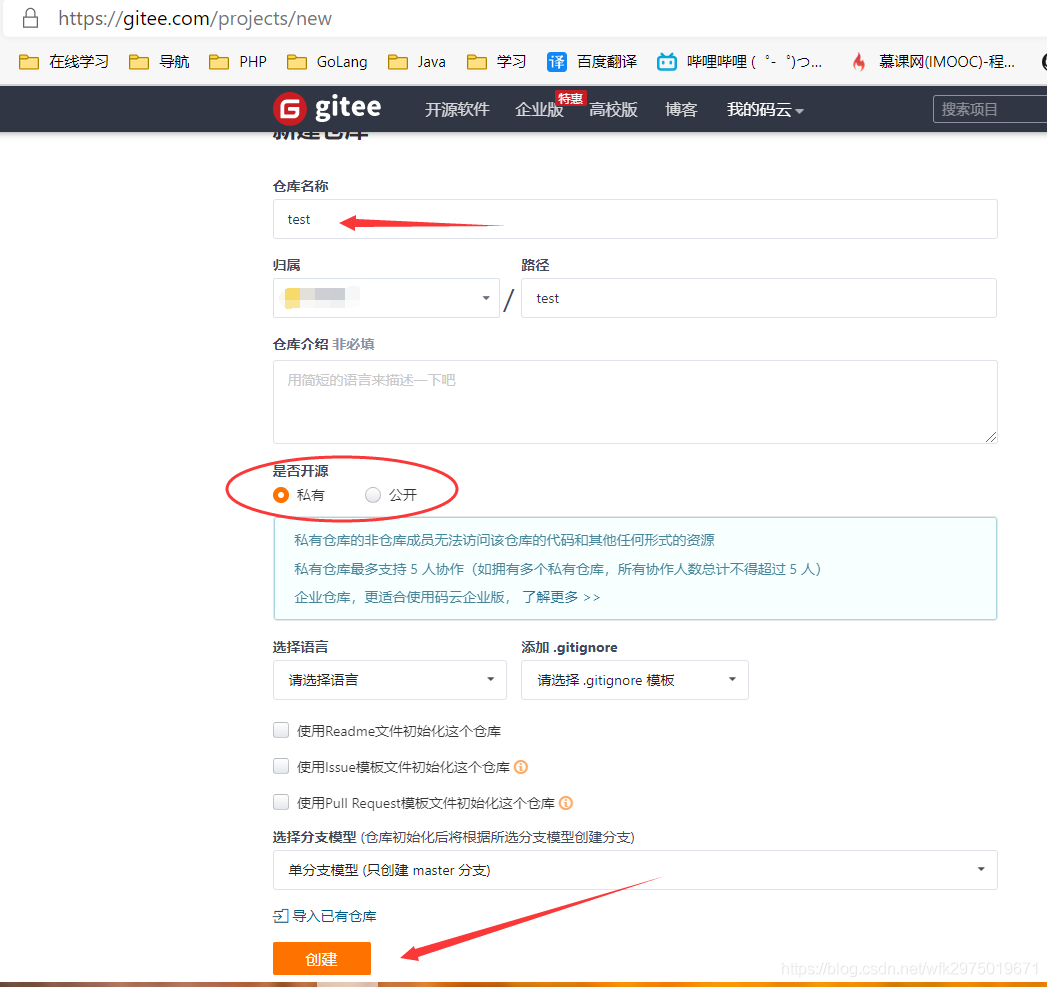 https://gitee.com/projects/new
在线学习 导航 PHP GoLang Java 学习 译 百度翻译 哔哩哔哩 (゜-゜)つ... 慕课网(IMOOC)-程...
G gitee 开源软件 企业版 特惠 高校版 博客 我的码云 搜索项目
新建仓库
仓库名称
test
归属 路径
/ test
仓库介绍 非必填
用简短的语言来描述一下吧
是否开源
私有 公开
私有仓库的非仓库成员无法访问该仓库的代码和其他任何形式的资源
私有仓库最多支持 5 人协作（如拥有多个私有仓库，所有协作人数总计不得超过 5 人）
企业仓库，更适合使用码云企业版， 了解更多 >>
选择语言 添加 .gitignore
请选择语言 请选择 .gitignore 模板
使用Readme文件初始化这个仓库
使用Issue模板文件初始化这个仓库
使用Pull Request模板文件初始化这个仓库
选择分支模型 (仓库初始化后将根据所选分支模型创建分支)
单分支模型 (只创建 master 分支)
导入已有仓库
创建
https://blog.csdn.net/wfk2975019671